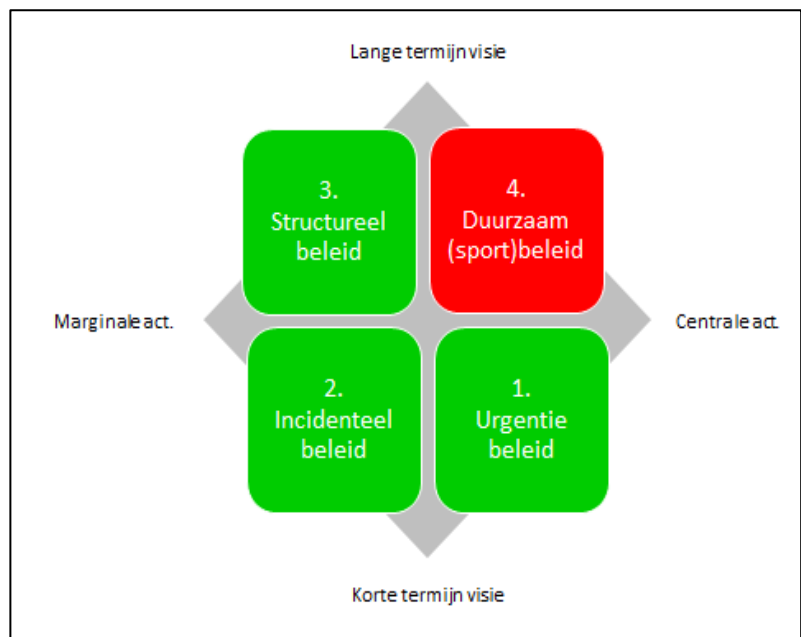 Lange termijn visie
3.
Structureel
beleid
4.
Duurzaam
(sport)beleid
Marginale act.
Centrale act.
2.
Incidenteel
beleid
1.
Urgentie
beleid
Korte termijn visie